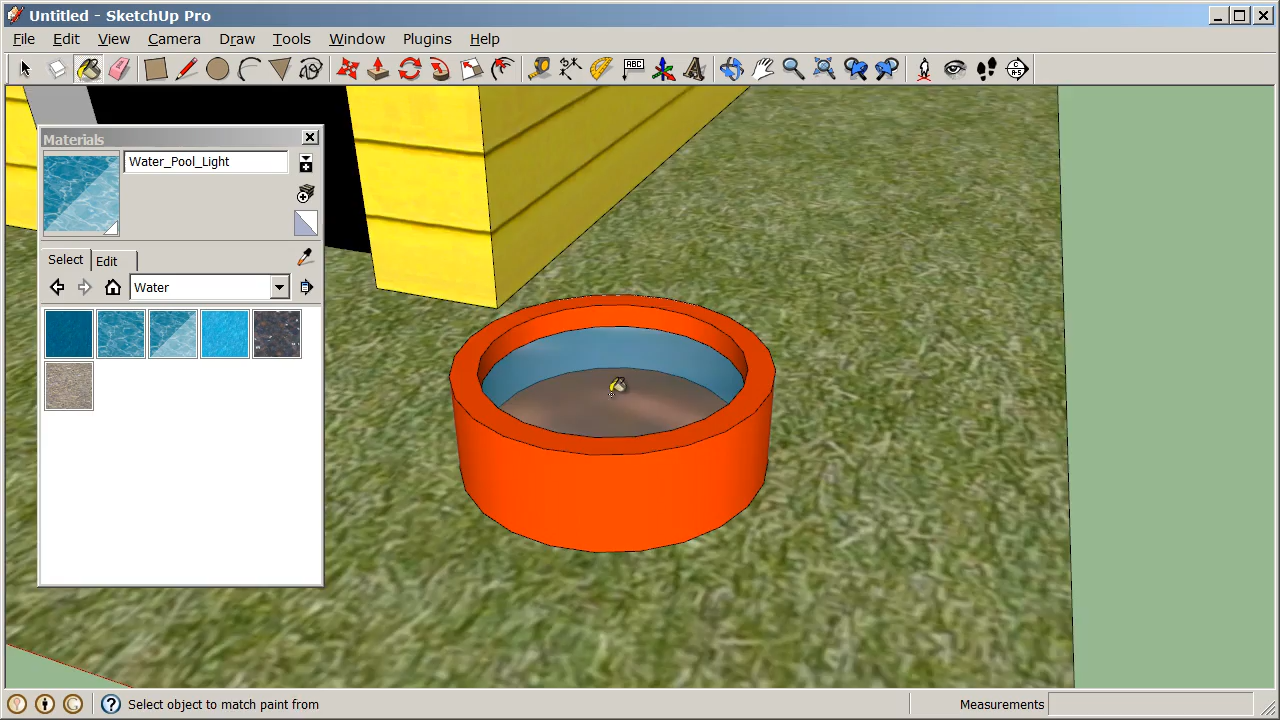 Untitled - SketchUp Pro
File Edit View Camera Draw Tools Window Plugins Help
ABC
A
C
A-S
Materials
Water_Pool_Light
Select Edit
Water
Select object to match paint from
Measurements